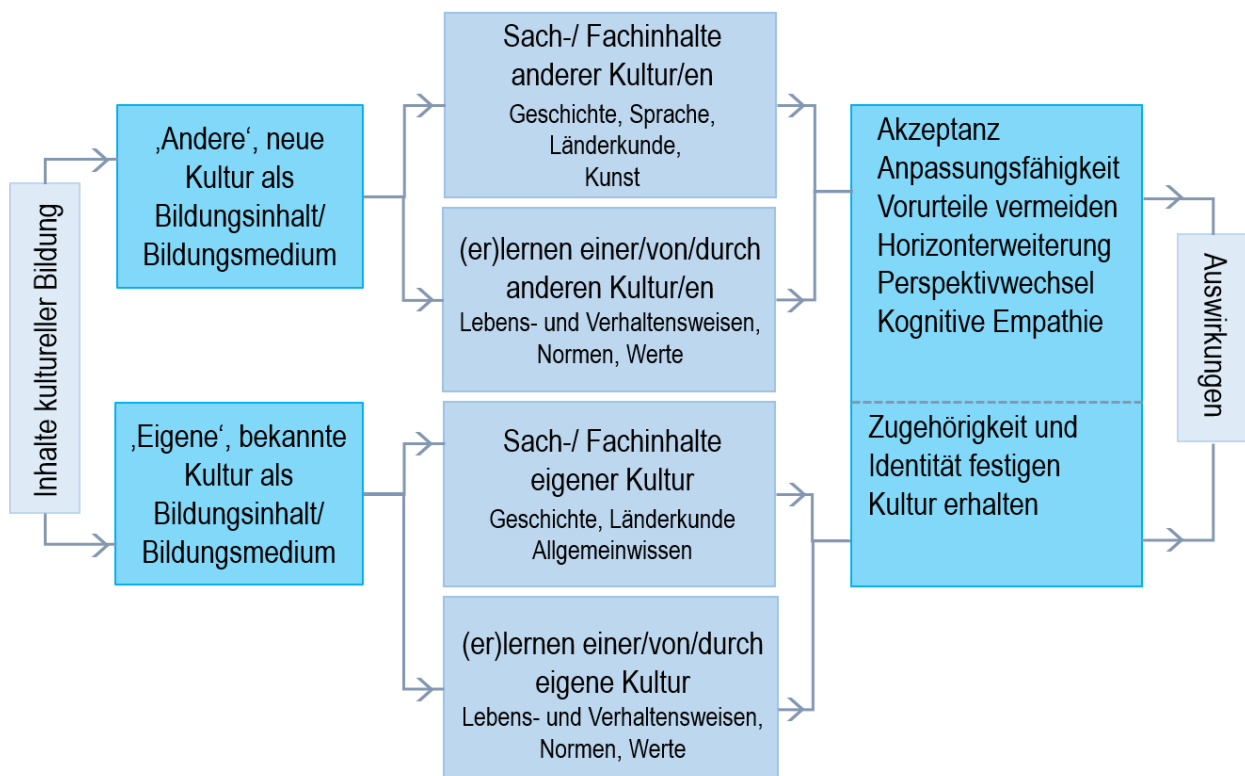 Inhalte kultureller Bildung
‚Andere‘, neue
Kultur als
Bildungsinhalt/
Bildungsmedium
Sach-/ Fachinhalte
anderer Kultur/en
Geschichte, Sprache,
Länderkunde,
Kunst
(er)lernen einer/von/durch
anderen Kultur/en
Lebens- und Verhaltensweisen,
Normen, Werte
‚Eigene‘, bekannte
Kultur als
Bildungsinhalt/
Bildungsmedium
Sach-/ Fachinhalte
eigener Kultur
Geschichte, Länderkunde
Allgemeinwissen
(er)lernen einer/von/durch
eigene Kultur
Lebens- und Verhaltensweisen,
Normen, Werte
Akzeptanz
Anpassungsfähigkeit
Vorurteile vermeiden
Horizonterweiterung
Perspektivwechsel
Kognitive Empathie
Zugehörigkeit und
Identität festigen
Kultur erhalten
Auswirkungen